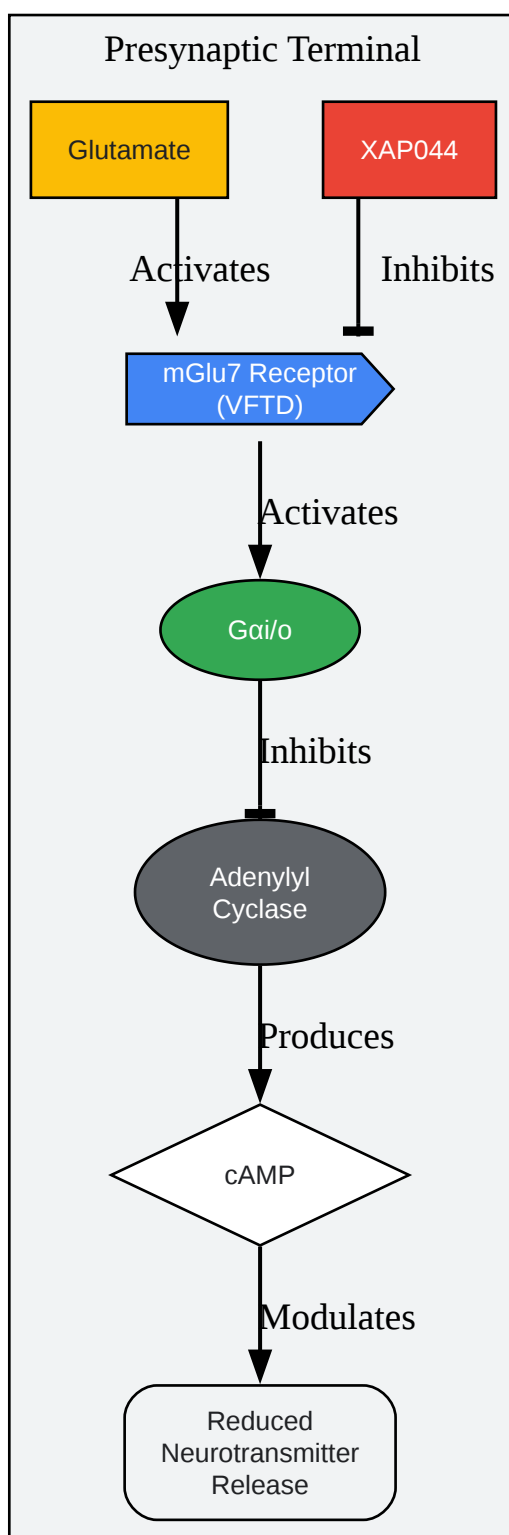 Presynaptic Terminal
Glutamate
XAP044
Activates
Inhibits
mGlu7 Receptor
(VFTD)
Activates
Gαi/o
Inhibits
Adenylyl
Cyclase
Produces
cAMP
Modulates
Reduced
Neurotransmitter
Release